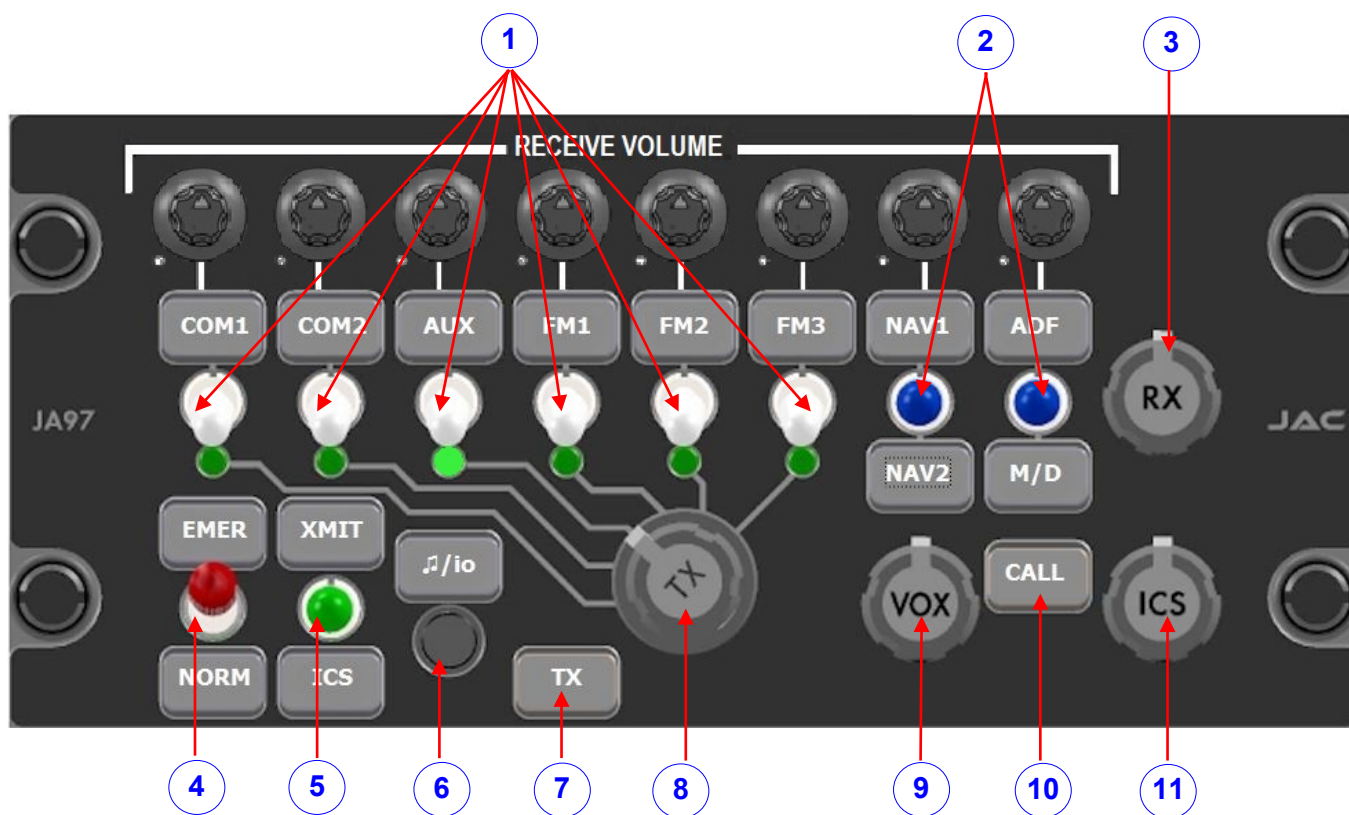 1 2 3
RECEIVE VOLUME
COM1 COM2 AUX FM1 FM2 FM3 NAV1 ADF
JA97 RX JAC
NAV2 M/D
EMER XMIT ♫/io TX CALL
VOX ICS
NORM ICS TX
4 5 6 7 8 9 10 11